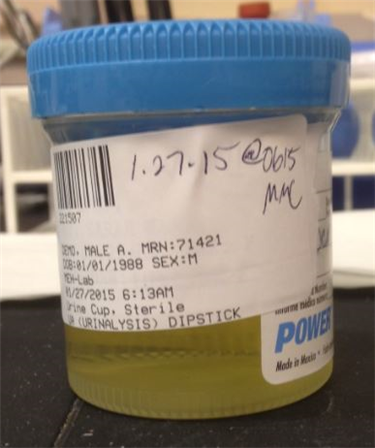 1.27.15 @0615
MMC
221507
DEMO, MALE A. MRN:71421
DOB:01/01/1988 SEX:M
MEH-Lab
01/27/2015 6:13AM
Urine Cup, Sterile
UA (URINALYSIS) DIPSTICK
POWER
Made in Mexico